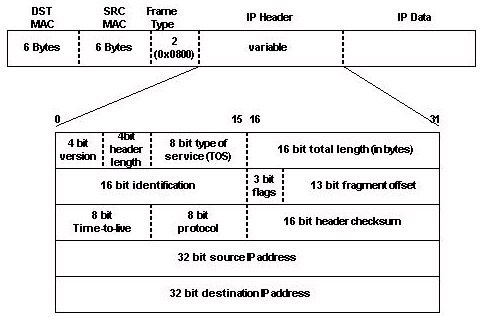 DST MAC SRC MAC Frame Type IP Header IP Data
6 Bytes 6 Bytes 2 (0x0800) variable
0 15 16 31
4 bit version 4bit header length 8 bit type of service (TOS) 16 bit total length (in bytes)
16 bit identification 3 bit flags 13 bit fragment offset
8 bit Time-to-live 8 bit protocol 16 bit header checksum
32 bit source IP address
32 bit destination IP address